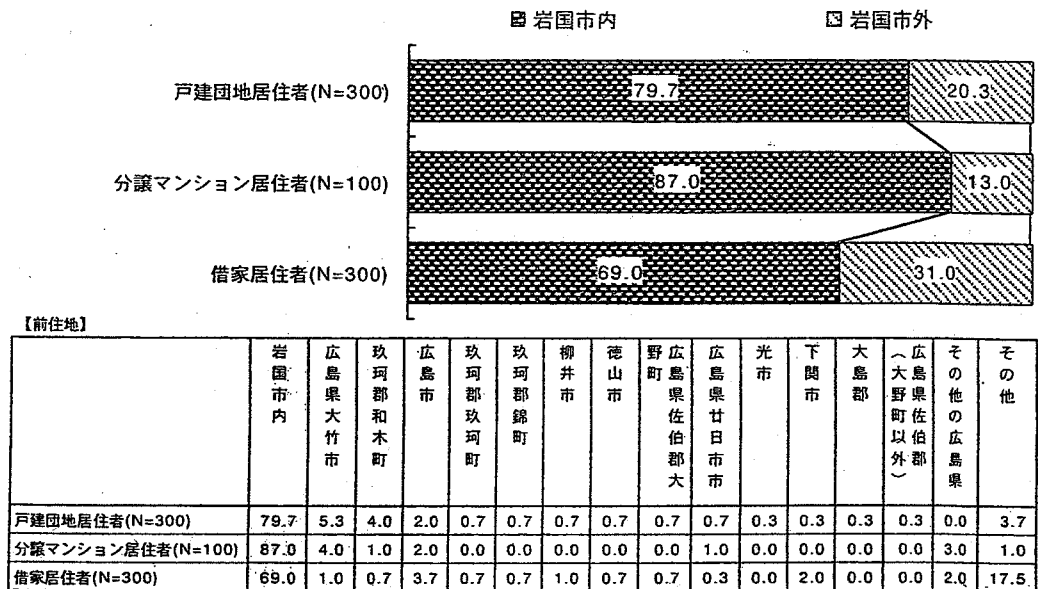 岩国市内 岩国市外
戸建団地居住者(N=300) 79.7 20.3
分譲マンション居住者(N=100) 87.0 13.0
借家居住者(N=300) 69.0 31.0
【前住地】
岩国市内 広島県大竹市 玖珂郡和木町 広島市 玖珂郡玖珂町 玖珂郡錦町 柳井市 徳山市 広島県佐伯郡大野町 広島県廿日市市 光市 下関市 大島郡 広島県佐伯郡(大野町以外) その他の広島県 その他
戸建団地居住者(N=300) 79.7 5.3 4.0 2.0 0.7 0.7 0.7 0.7 0.7 0.7 0.3 0.3 0.3 0.3 0.0 3.7
分譲マンション居住者(N=100) 87.0 4.0 1.0 2.0 0.0 0.0 0.0 0.0 0.0 1.0 0.0 0.0 0.0 0.0 3.0 1.0
借家居住者(N=300) 69.0 1.0 0.7 3.7 0.7 0.7 1.0 0.7 0.7 0.3 0.0 2.0 0.0 0.0 2.0 17.5